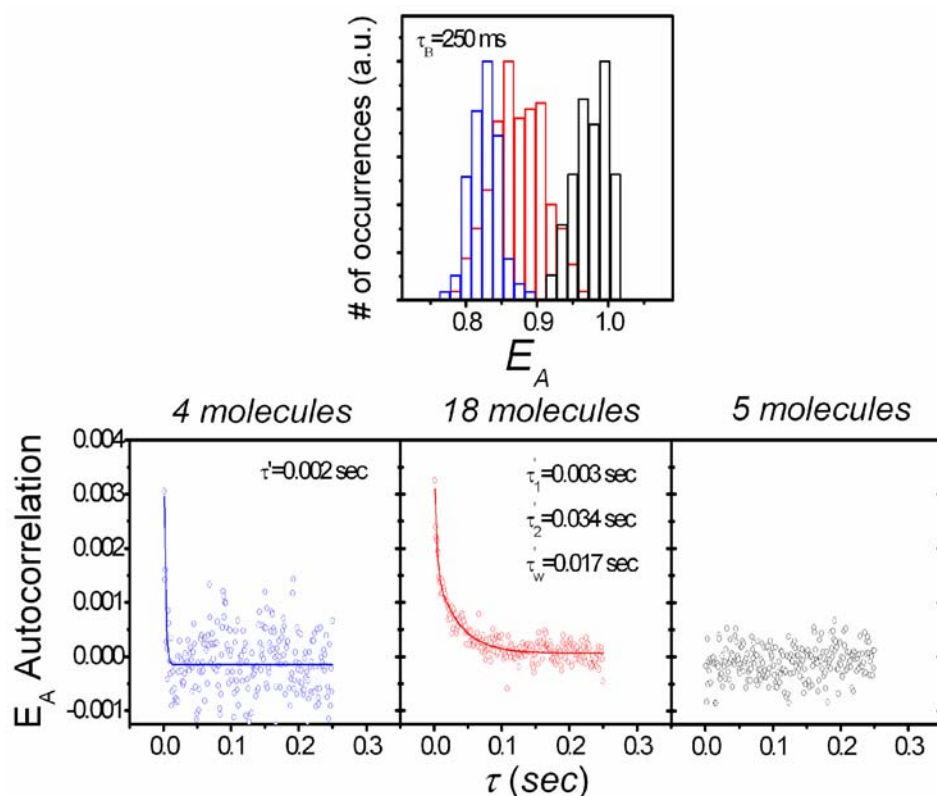 τB=250 ms
# of occurrences (a.u.)
0.8 0.9 1.0
EA
4 molecules 18 molecules 5 molecules
EA Autocorrelation
0.004
0.003
0.002
0.001
0.000
-0.001
τ'=0.002 sec
τ'1=0.003 sec
τ'2=0.034 sec
τ'w=0.017 sec
0.0 0.1 0.2 0.3 0.0 0.1 0.2 0.3 0.0 0.1 0.2 0.3
τ (sec)